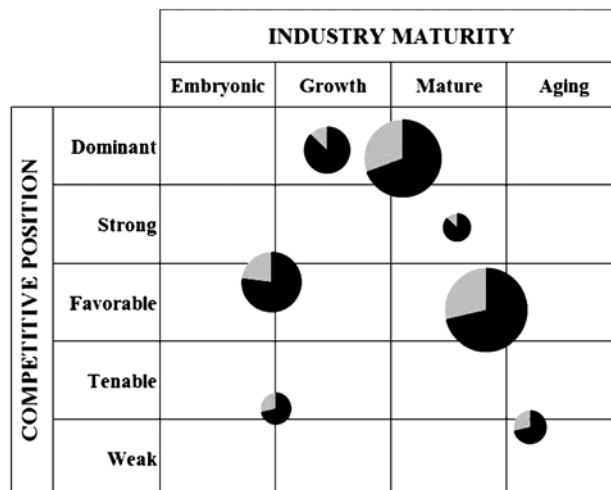 INDUSTRY MATURITY
Embryonic Growth Mature Aging
COMPETITIVE POSITION
Dominant
Strong
Favorable
Tenable
Weak